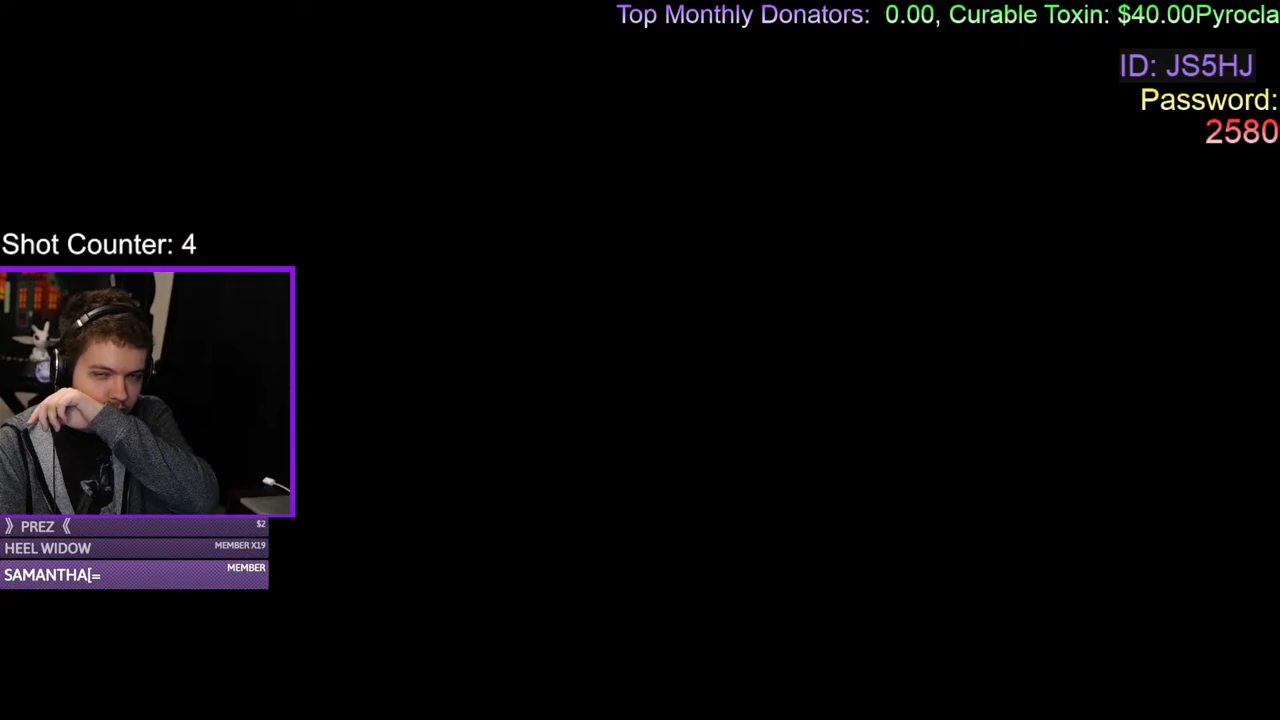 Top Monthly Donators: 0.00, Curable Toxin: $40.00Pyrocla
ID: JS5HJ
Password:
2580
Shot Counter: 4
》 PREZ 《 $2
HEEL WIDOW MEMBER X19
SAMANTHA[= MEMBER